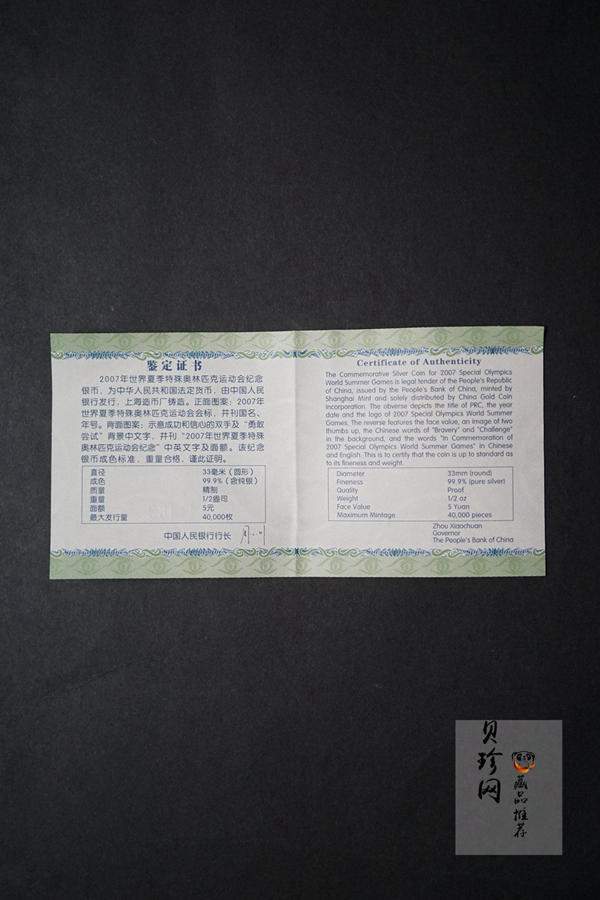 鉴定证书
2007年世界夏季特殊奥林匹克运动会纪念
银币，为中华人民共和国法定货币，由中国人民
银行发行，上海造币厂铸造。正面图案：2007年
世界夏季特殊奥林匹克运动会会标，并刊国名、
年号。背面图案：示意成功和信心的双手及“勇敢
尝试”背景中文字，并刊“2007年世界夏季特殊
奥林匹克运动会纪念”中英文字及面额。该纪念
银币成色标准，重量合格，谨此证明。
直径 33毫米（圆形）
成色 99.9%（含纯银）
质量 精制
重量 1/2盎司
面额 5元
最大发行量 40,000枚
中国人民银行行长
Certificate of Authenticity
The Commemorative Silver Coin for 2007 Special Olympics
World Summer Games is legal tender of the People's Republic
of China, issued by the People's Bank of China, minted by
Shanghai Mint and solely distributed by China Gold Coin
Incorporation. The obverse depicts the title of PRC, the year
date and the logo of 2007 Special Olympics World Summer
Games. The reverse features the face value, an image of two
thumbs up, the Chinese words of "Bravery" and "Challenge"
in the background, and the words "In Commemoration of
2007 Special Olympics World Summer Games" in Chinese
and English. This is to certify that the coin is up to standard as
to its fineness and weight.
Diameter 33mm (round)
Fineness 99.9% (pure silver)
Quality Proof
Weight 1/2 oz
Face Value 5 Yuan
Maximum Mintage 40,000 pieces
Zhou Xiaochuan
Governor
The People's Bank of China
贝珍网
藏品推荐